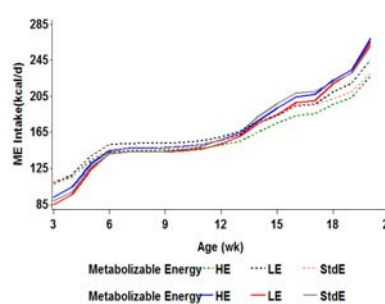 285
245
205
165
125
85
ME Intake(kcal/d)
3 6 9 12 15 18 2
Age (wk)
Metabolizable Energy HE LE StdE
Metabolizable Energy HE LE StdE